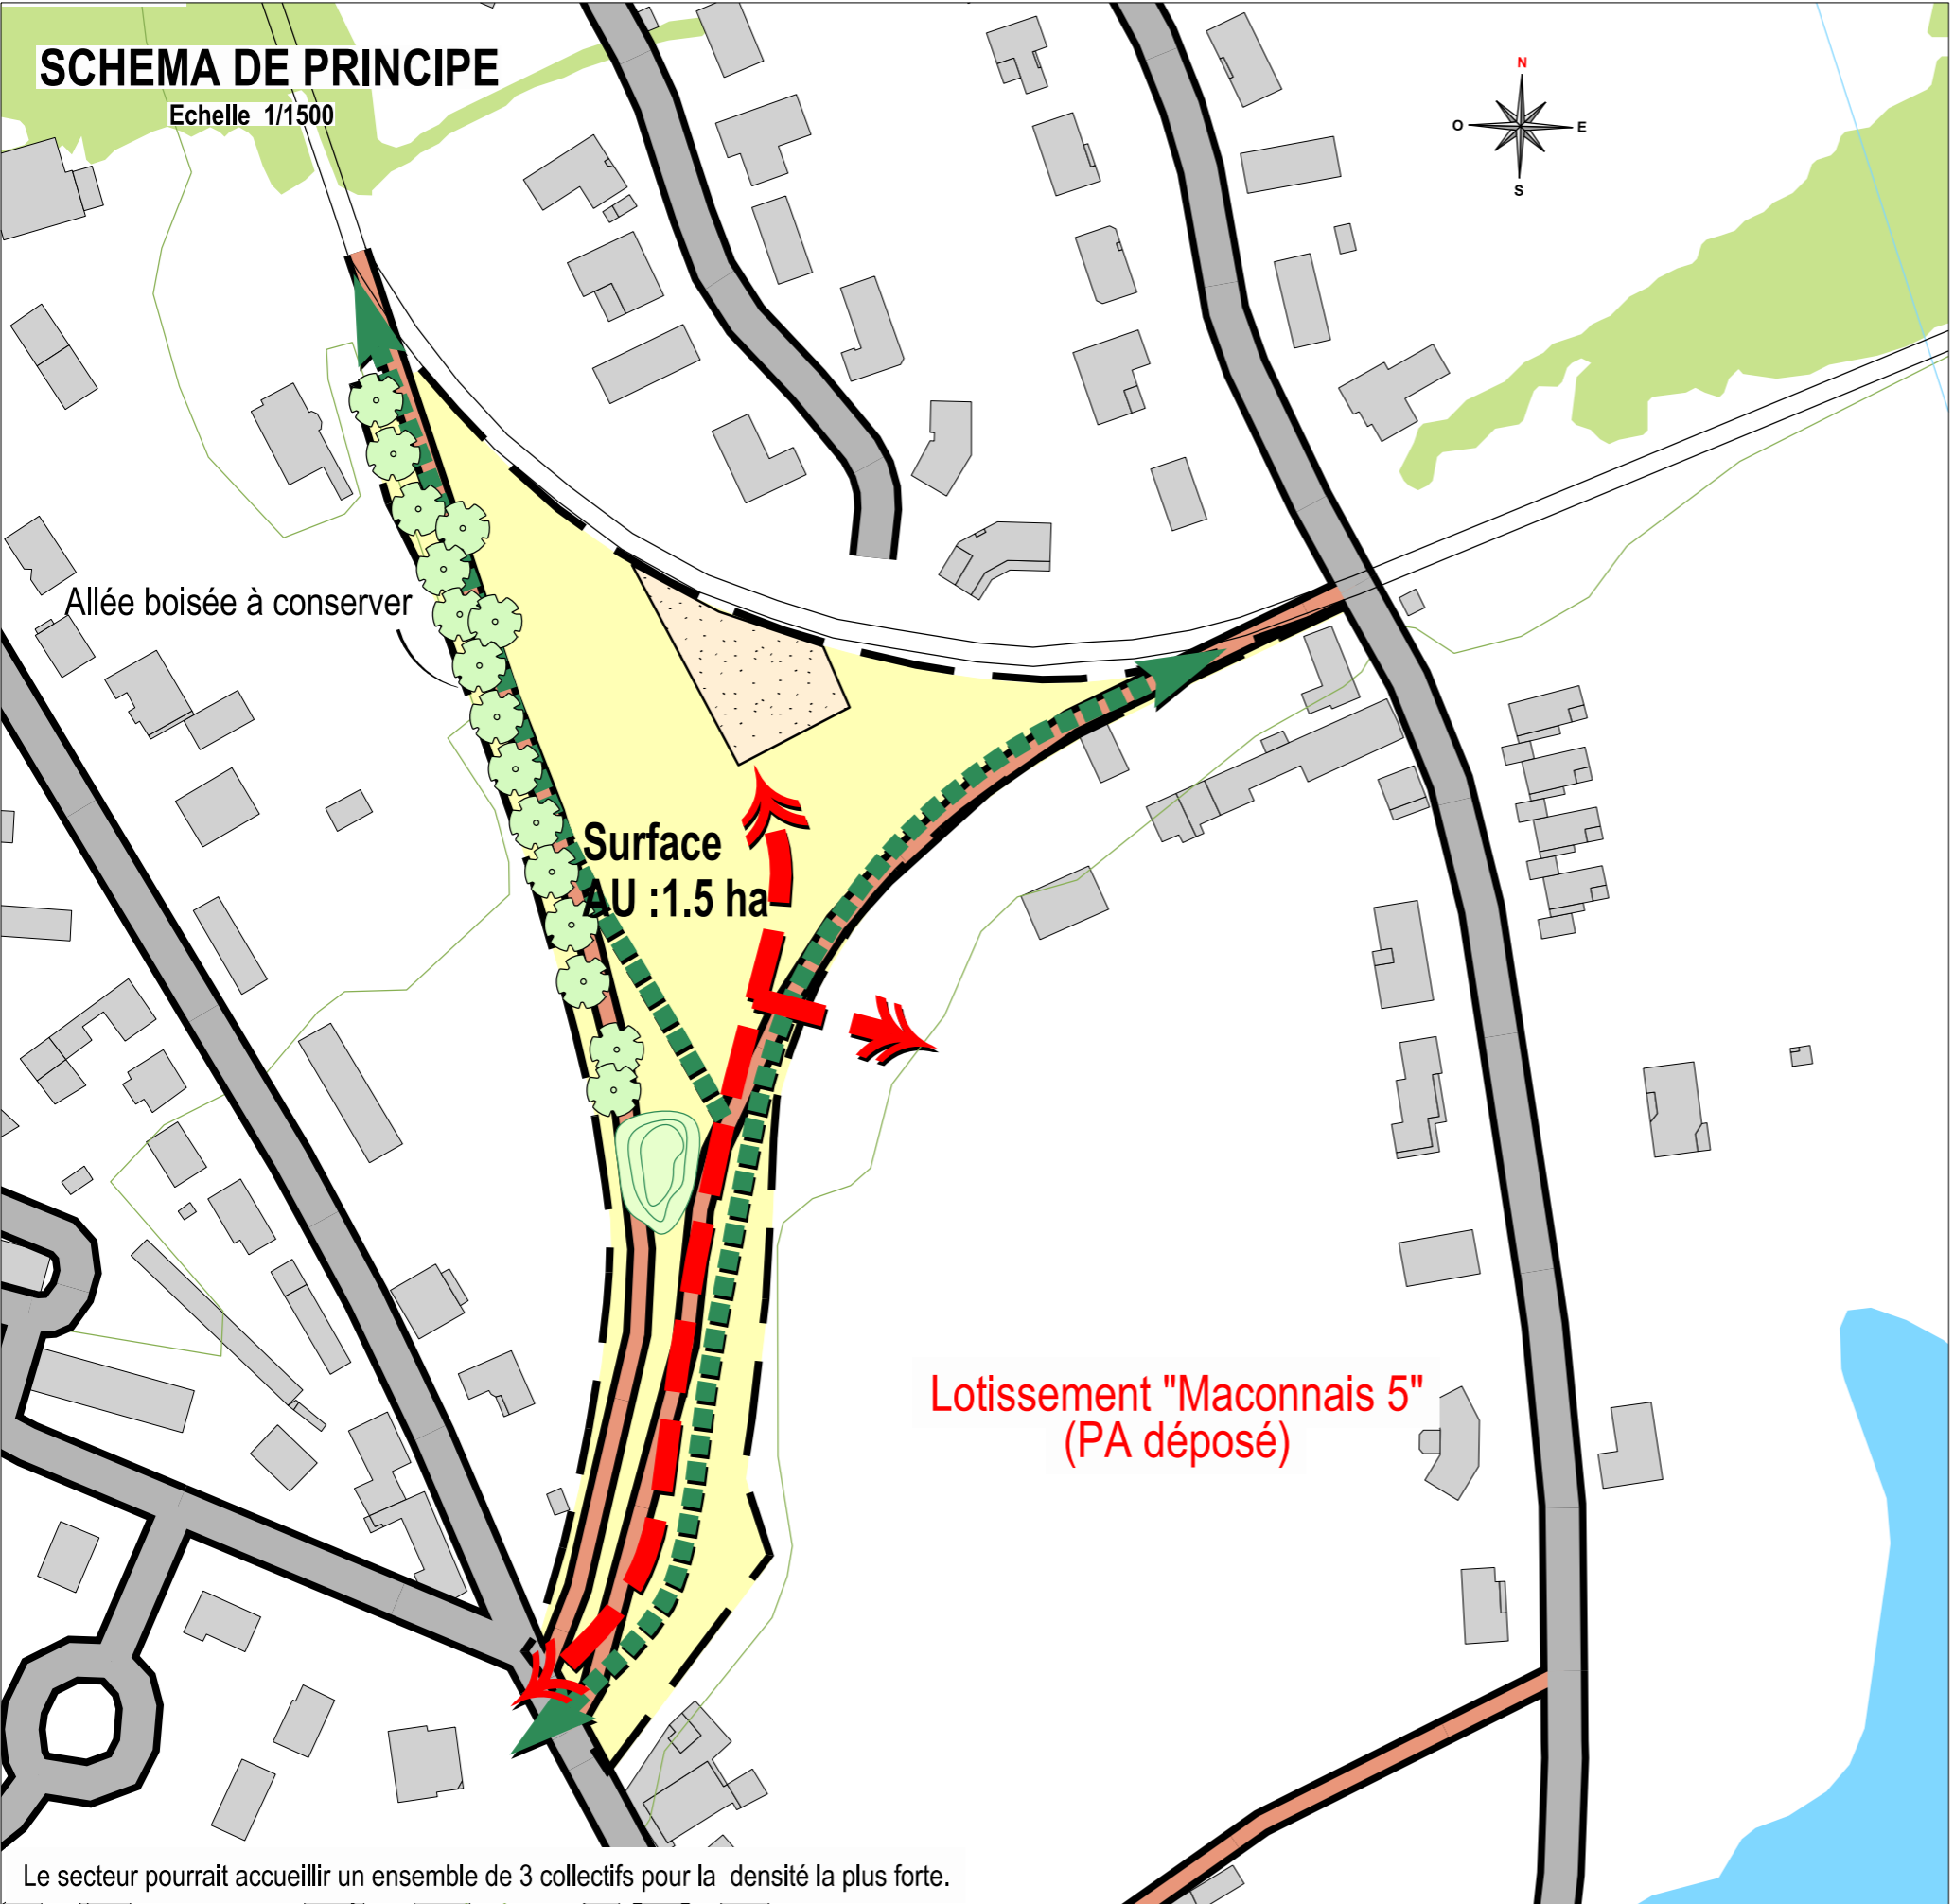 SCHEMA DE PRINCIPE
Echelle 1/1500
N
O
E
S
Allée boisée à conserver
Surface
AU :1.5 ha
Lotissement "Maconnais 5"
(PA déposé)
Le secteur pourrait accueillir un ensemble de 3 collectifs pour la densité la plus forte.